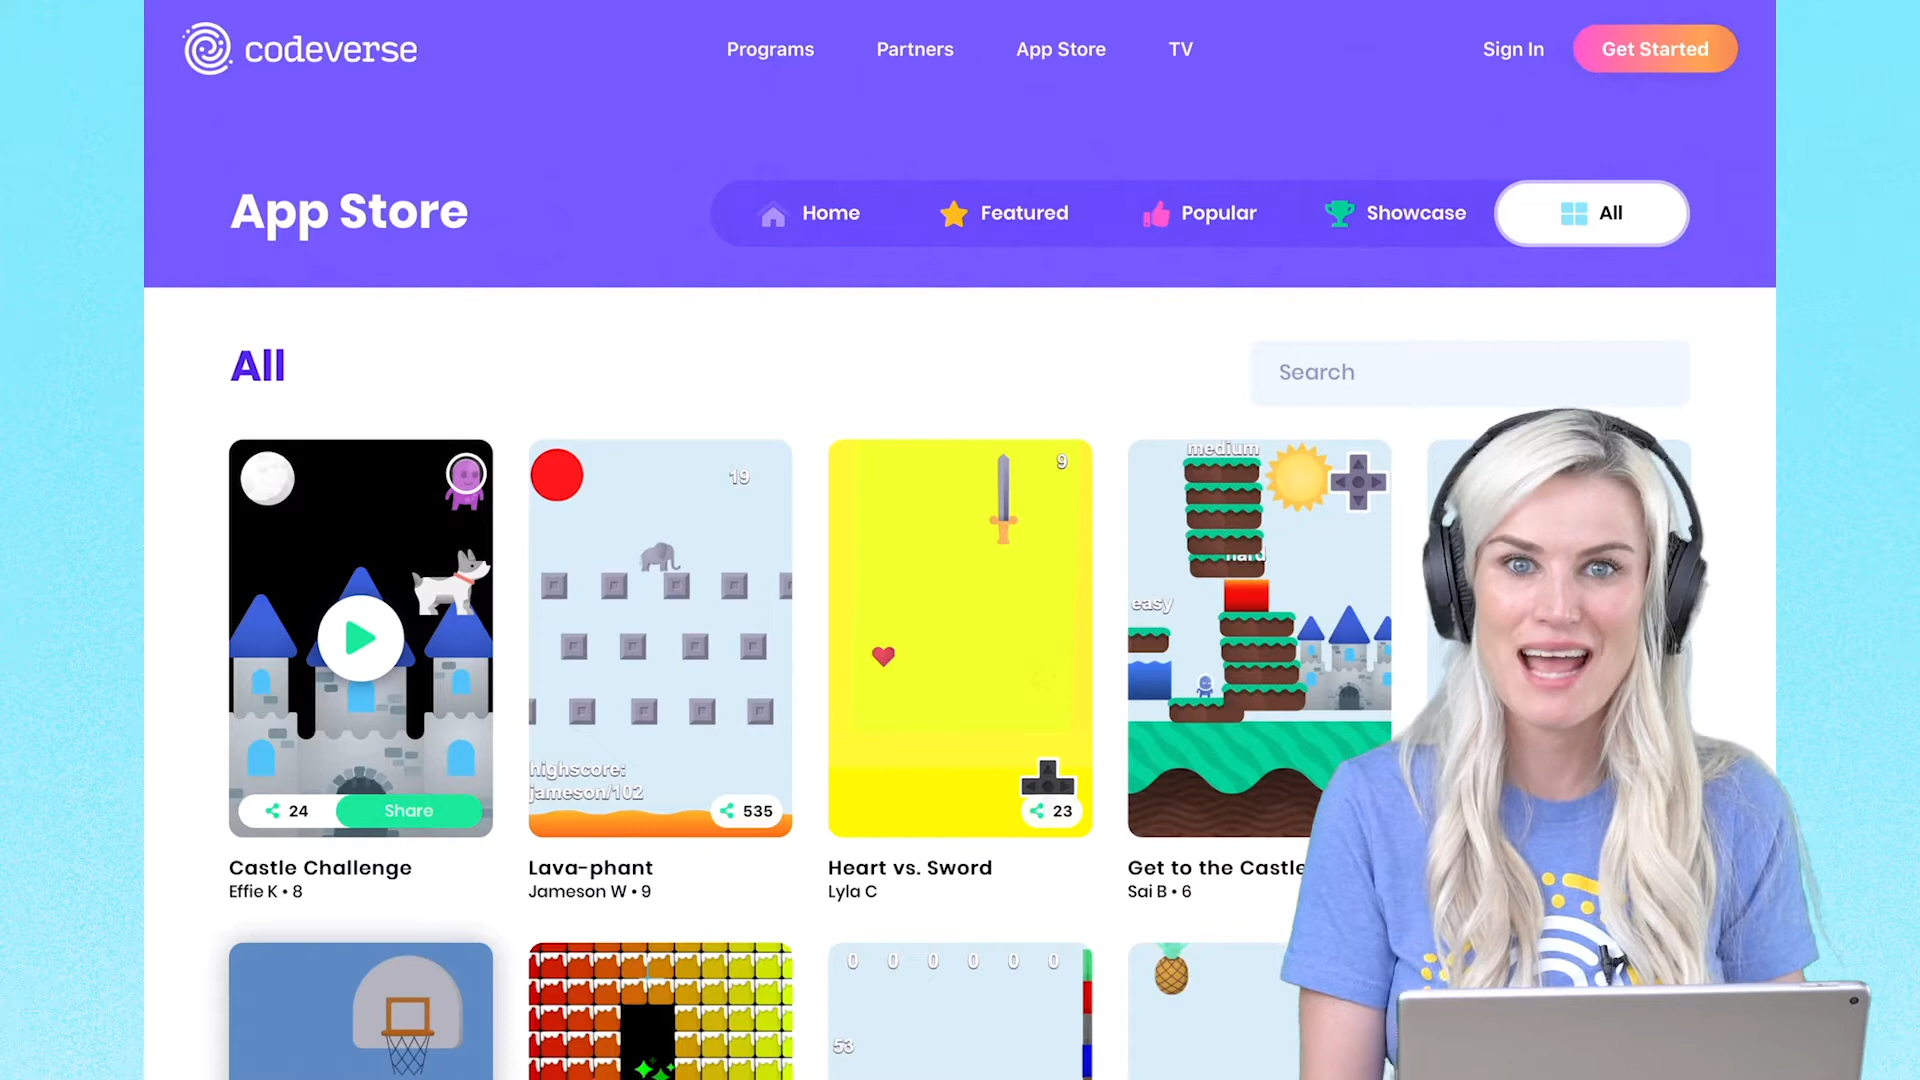 codeverse
Programs
Partners
App Store
TV
Sign In
Get Started
App Store
Home
Featured
Popular
Showcase
All
All
Search
24
Share
19
highscore:
jameson/102
535
9
23
medium
hard
easy
Castle Challenge
Effie K • 8
Lava-phant
Jameson W • 9
Heart vs. Sword
Lyla C
Get to the Castle
Sai B • 6
0 0 0 0 0 0
53